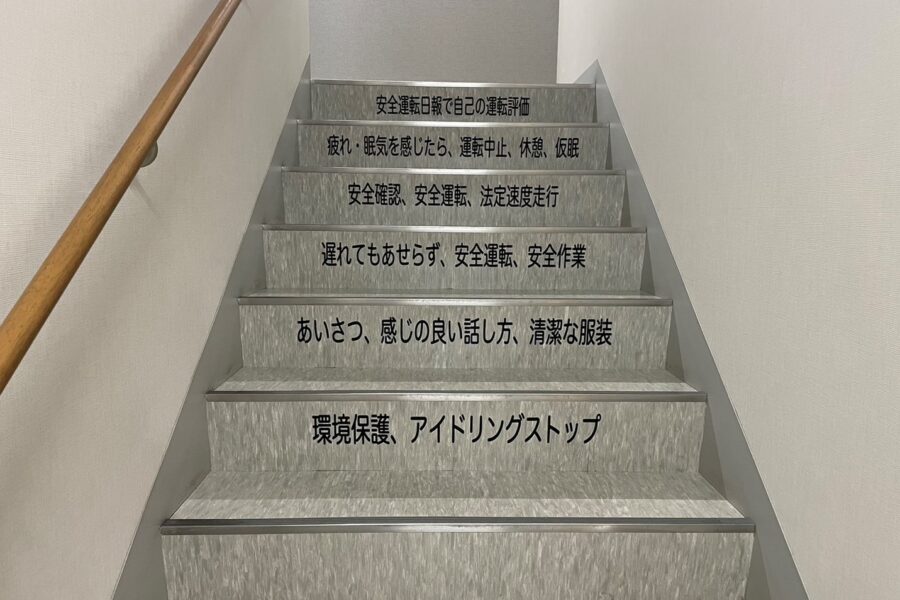 安全運転日報で自己の運転評価
疲れ・眠気を感じたら、運転中止、休憩、仮眠
安全確認、安全運転、法定速度走行
遅れてもあせらず、安全運転、安全作業
あいさつ、感じの良い話し方、清潔な服装
環境保護、アイドリングストップ